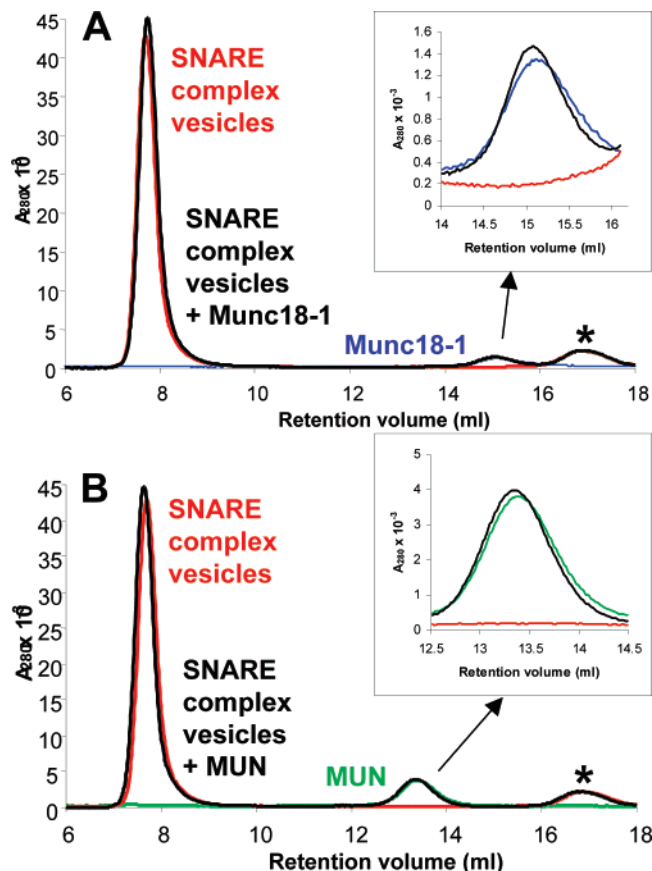 A
45
40
35
30
25
20
15
10
5
0
SNARE
complex
vesicles
SNARE
complex
vesicles
+ Munc18-1
Munc18-1
*
6 8 10 12 14 16 18
Retention volume (ml)
1.6
1.4
1.2
1.0
0.8
0.6
0.4
0.2
0
A280 x 10-3
14 14.5 15 15.5 16
Retention volume (ml)
B
45
40
35
30
25
20
15
10
5
0
SNARE
complex
vesicles
SNARE
complex
vesicles
+ MUN
MUN
*
6 8 10 12 14 16 18
Retention volume (ml)
5
4
3
2
1
0
A280 x 10-3
12.5 13 13.5 14 14.5
Retention volume (ml)